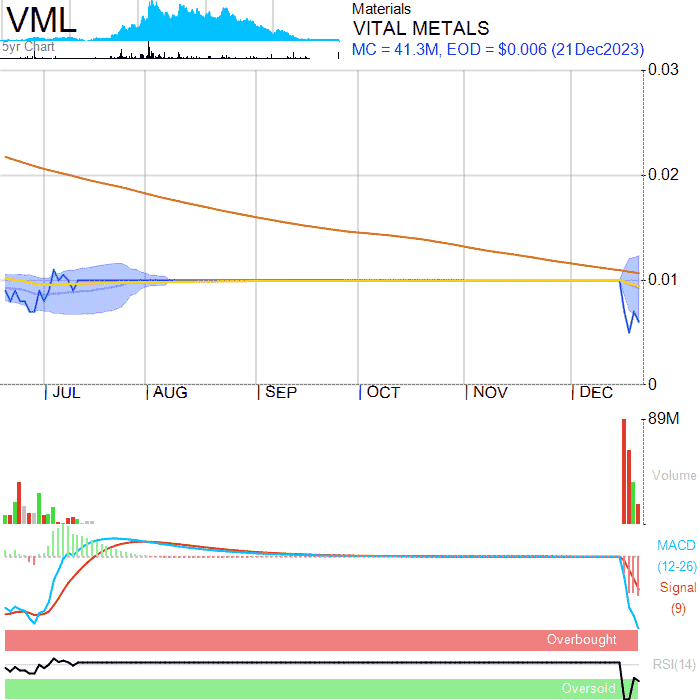 VML
5yr Chart
Materials
VITAL METALS
MC = 41.3M, EOD = $0.006 (21Dec2023)
0.03
0.02
0.01
0
JUL AUG SEP OCT NOV DEC
89M
Volume
MACD
(12-26)
Signal
(9)
Overbought
RSI(14)
Oversold